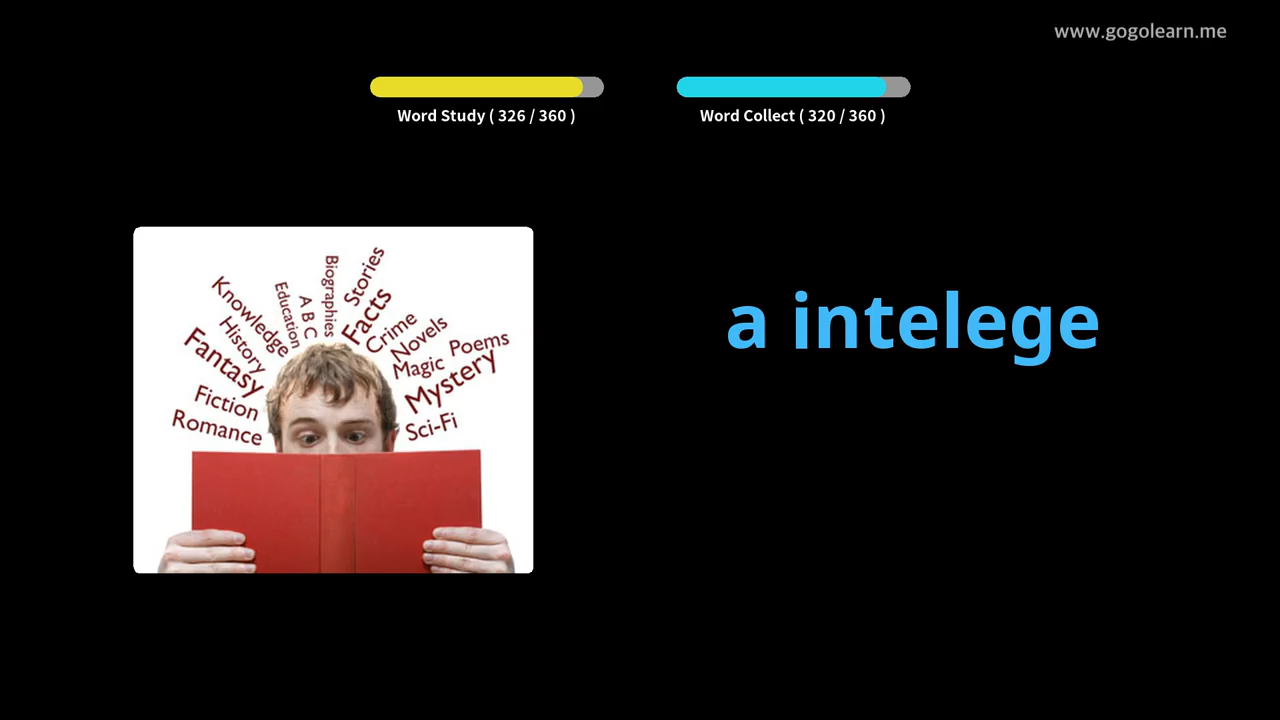 www.gogolearn.me
Word Study ( 326 / 360 )
Word Collect ( 320 / 360 )
a intelege
Romance
Fiction
Fantasy
History
Knowledge
Education
A B C
Biographies
Stories
Facts
Crime
Novels
Poems
Magic
Mystery
Sci-Fi